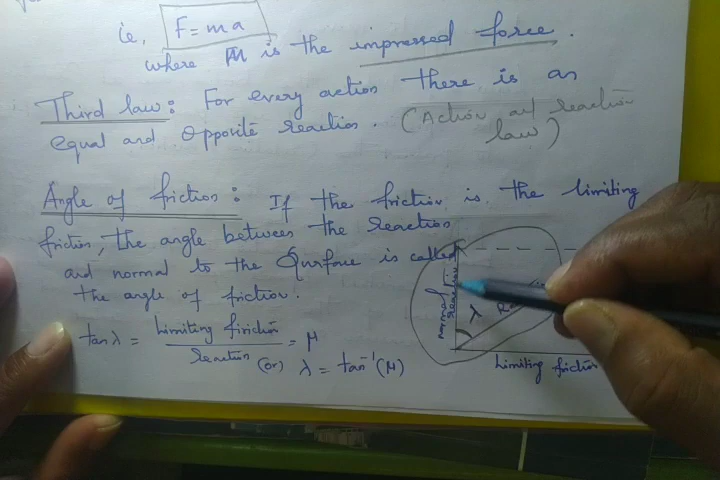 ie, F = ma
where M is the impressed force.
Third law: For every action there is an
equal and opposite reaction. (Action and reaction
law)
Angle of friction: If the friction is the limiting
friction, the angle between the reaction
and normal to the surface is called
the angle of friction.
tanλ = Limiting friction / reaction = μ
(or) λ = tan⁻¹(μ)
normal
reaction
λ
Limiting friction